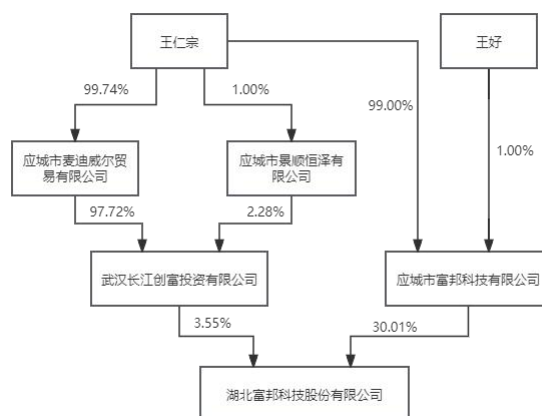 王仁宗
王好
99.74%
1.00%
99.00%
1.00%
应城市麦迪威尔贸
易有限公司
应城市景顺恒泽有
限公司
97.72%
2.28%
武汉长江创富投资有限公司
应城市富邦科技有限公司
3.55%
30.01%
湖北富邦科技股份有限公司